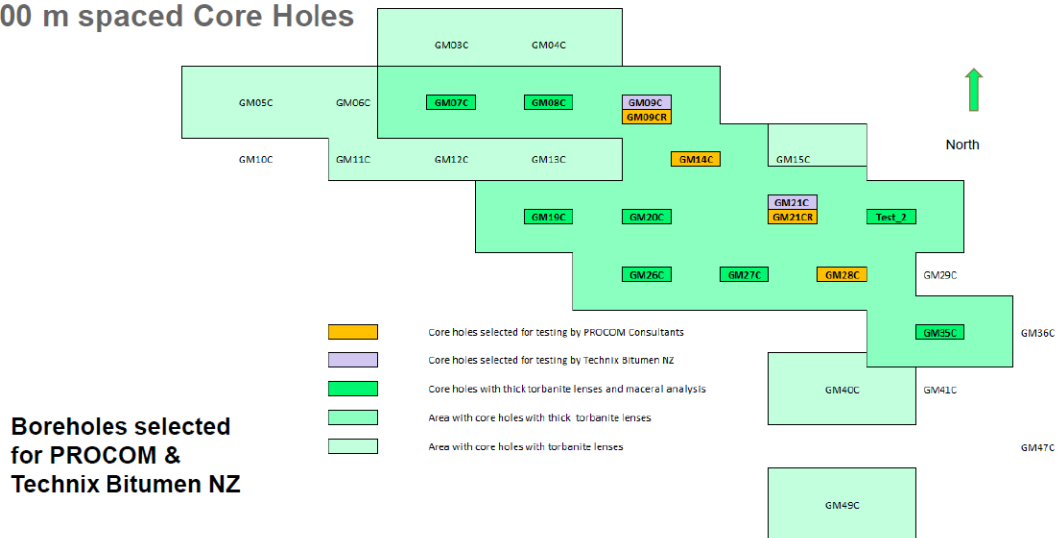 00 m spaced Core Holes
GM03C GM04C
GM05C GM06C GM07C GM08C GM09C
GM09CR
North
GM10C GM11C GM12C GM13C GM14C GM15C
GM21C
GM19C GM20C GM21CR Test_2
GM26C GM27C GM28C GM29C
Core holes selected for testing by PROCOM Consultants
GM35C GM36C
Core holes selected for testing by Technix Bitumen NZ
Core holes with thick torbanite lenses and maceral analysis
GM40C GM41C
Area with core holes with thick torbanite lenses
Area with core holes with torbanite lenses
GM47C
GM49C
Boreholes selected
for PROCOM &
Technix Bitumen NZ